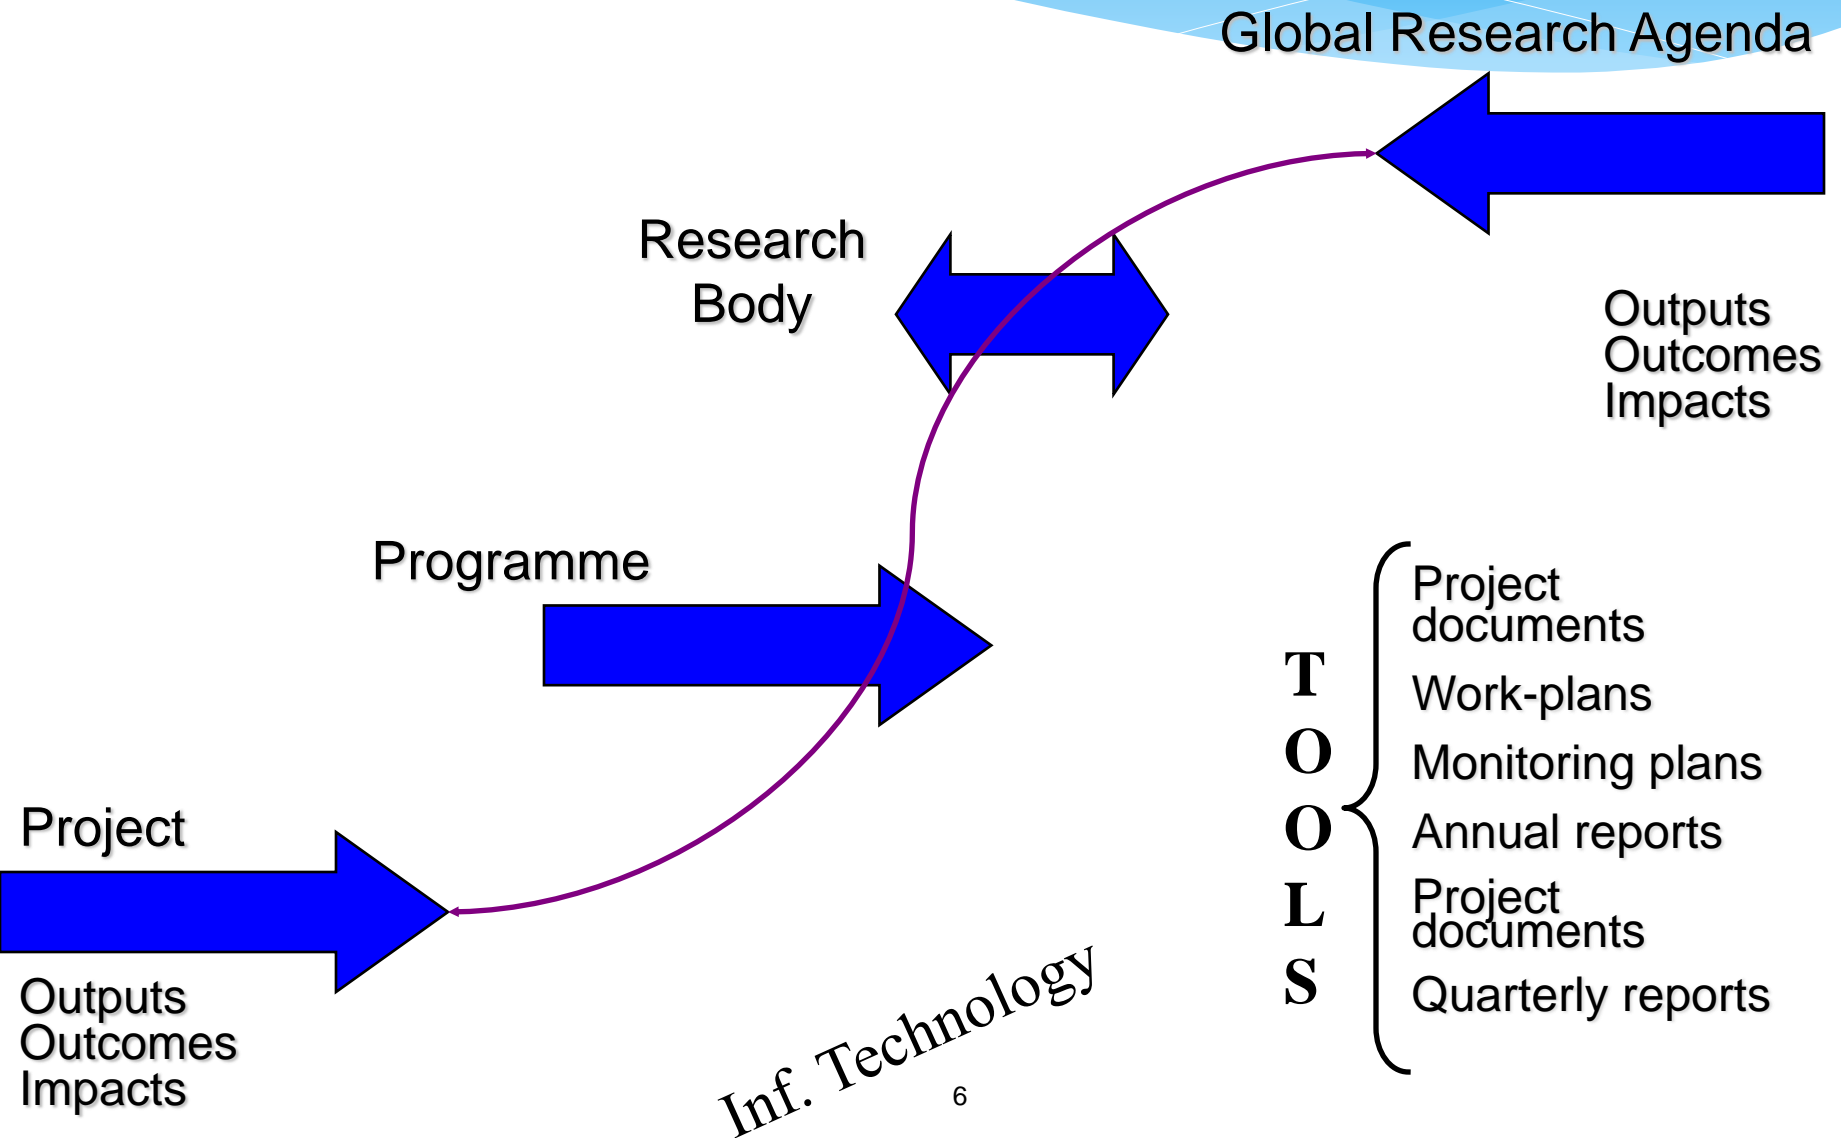 Global Research Agenda
Research
Body
Outputs
Outcomes
Impacts
Programme
Project
Outputs
Outcomes
Impacts
T
O
O
L
S
Project
documents
Work-plans
Monitoring plans
Annual reports
Project
documents
Quarterly reports
Inf. Technology
6